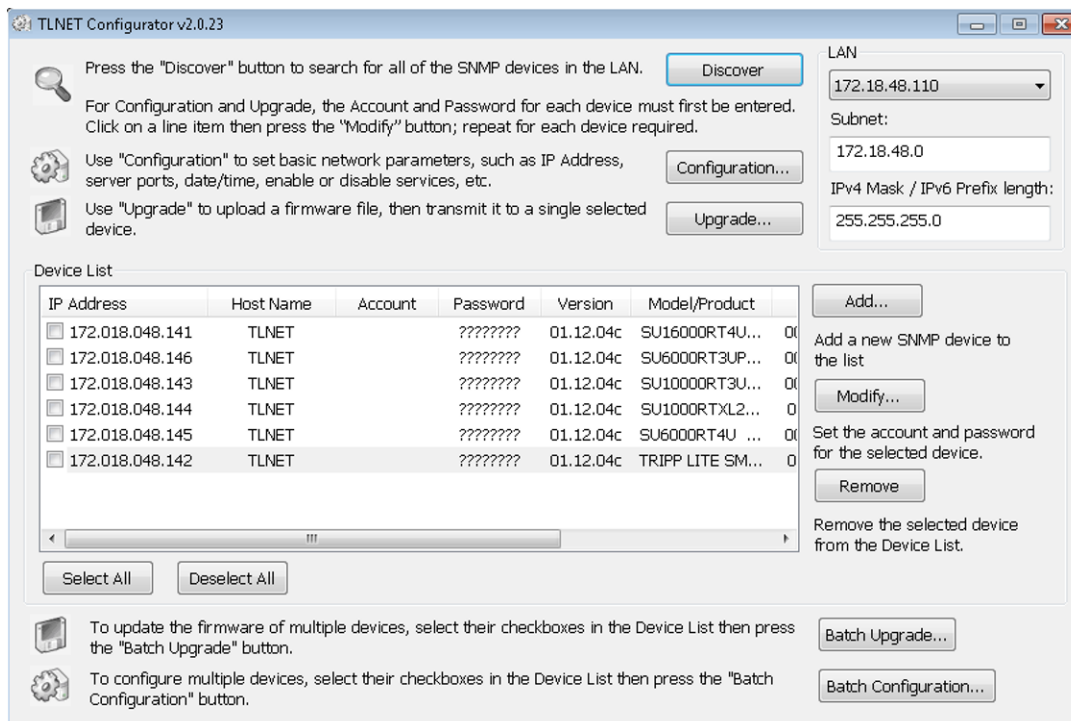 TLNET Configurator v2.0.23
Press the "Discover" button to search for all of the SNMP devices in the LAN.
Discover
For Configuration and Upgrade, the Account and Password for each device must first be entered.
Click on a line item then press the "Modify" button; repeat for each device required.
Use "Configuration" to set basic network parameters, such as IP Address,
server ports, date/time, enable or disable services, etc.
Configuration...
Use "Upgrade" to upload a firmware file, then transmit it to a single selected
device.
Upgrade...
LAN
172.18.48.110
Subnet:
172.18.48.0
IPv4 Mask / IPv6 Prefix length:
255.255.255.0
Device List
IP Address Host Name Account Password Version Model/Product
172.018.048.141 TLNET ???????? 01.12.04c SU16000RT4U...
172.018.048.146 TLNET ???????? 01.12.04c SU6000RT3UP...
172.018.048.143 TLNET ???????? 01.12.04c SU10000RT3U...
172.018.048.144 TLNET ???????? 01.12.04c SU1000RTXL2...
172.018.048.145 TLNET ???????? 01.12.04c SU6000RT4U ...
172.018.048.142 TLNET ???????? 01.12.04c TRIPP LITE SM...
Add...
Add a new SNMP device to
the list
Modify...
Set the account and password
for the selected device.
Remove
Remove the selected device
from the Device List.
Select All
Deselect All
To update the firmware of multiple devices, select their checkboxes in the Device List then press
the "Batch Upgrade" button.
Batch Upgrade...
To configure multiple devices, select their checkboxes in the Device List then press the "Batch
Configuration" button.
Batch Configuration...